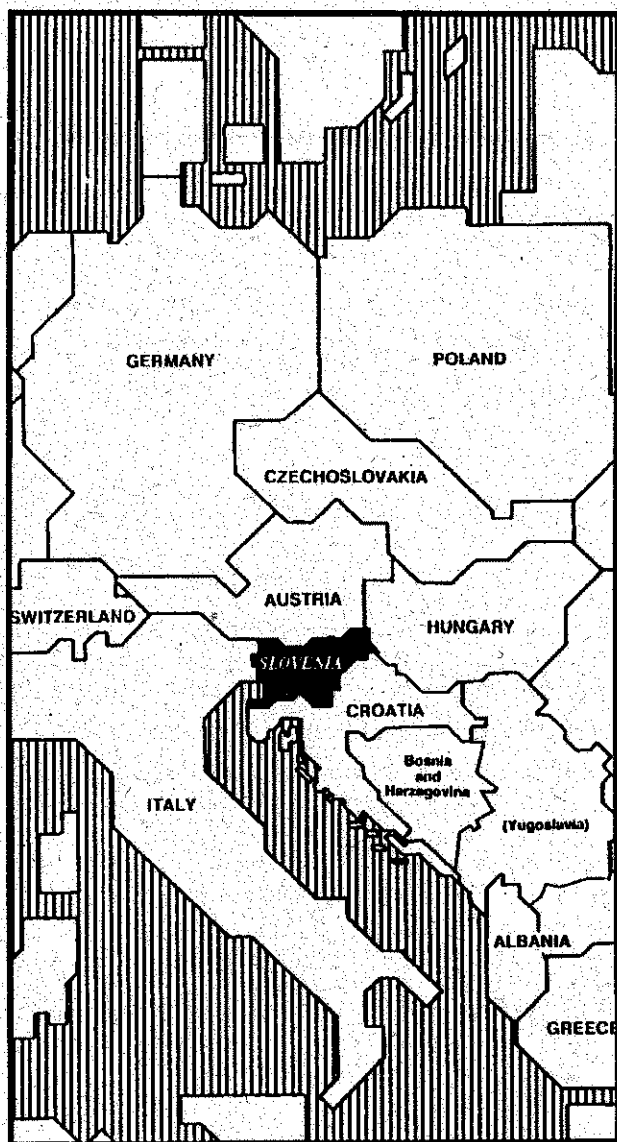 GERMANY
POLAND
CZECHOSLOVAKIA
AUSTRIA
SWITZERLAND
HUNGARY
SLOVENIA
CROATIA
Bosnia
and
Herzegovina
ITALY
(Yugoslavia)
ALBANIA
GREECE